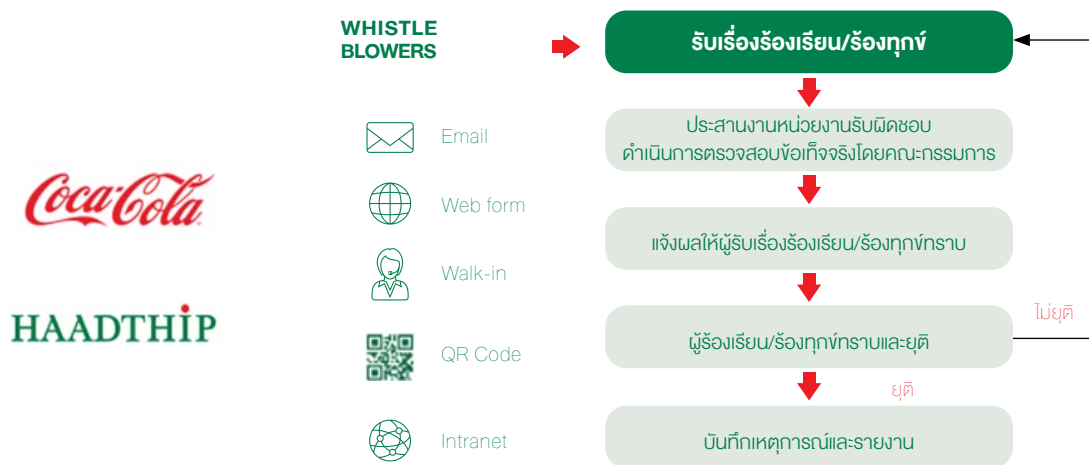 WHISTLE
BLOWERS
รับเรื่องร้องเรียน/ร้องทุกข์
Email
ประสานงานหน่วยงานรับผิดชอบ
ดำเนินการตรวจสอบข้อเท็จจริงโดยคณะกรรมการ
Coca-Cola
Web form
แจ้งผลให้ผู้รับเรื่องร้องเรียน/ร้องทุกข์ทราบ
Walk-in
HAADTHIP
ไม่ยุติ
QR Code
ผู้ร้องเรียน/ร้องทุกข์ทราบและยุติ
ยุติ
Intranet
บันทึกเหตุการณ์และรายงาน